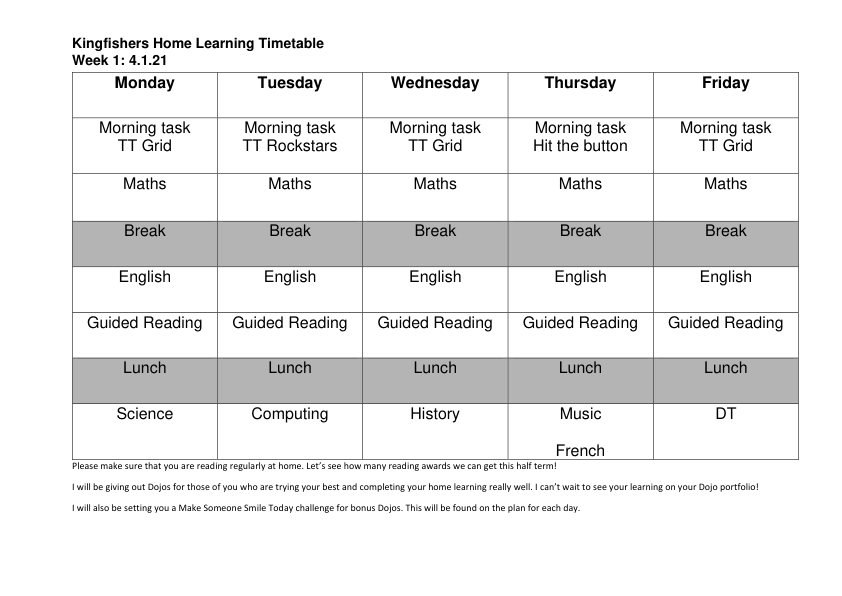 Kingfishers Home Learning Timetable
Week 1: 4.1.21
Monday Tuesday Wednesday Thursday Friday
Morning task Morning task Morning task Morning task Morning task
TT Grid TT Rockstars TT Grid Hit the button TT Grid
Maths Maths Maths Maths Maths
Break Break Break Break Break
English English English English English
Guided Reading Guided Reading Guided Reading Guided Reading Guided Reading
Lunch Lunch Lunch Lunch Lunch
Science Computing History Music DT
French
Please make sure that you are reading regularly at home. Let's see how many reading awards we can get this half term!
I will be giving out Dojos for those of you who are trying your best and completing your home learning really well. I can't wait to see your learning on your Dojo portfolio!
I will also be setting you a Make Someone Smile Today challenge for bonus Dojos. This will be found on the plan for each day.